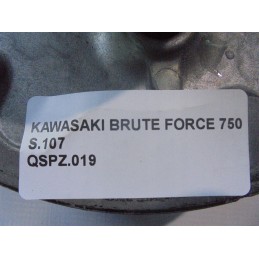 KAWASAKI BRUTE FORCE 750
S.107
QSPZ.019